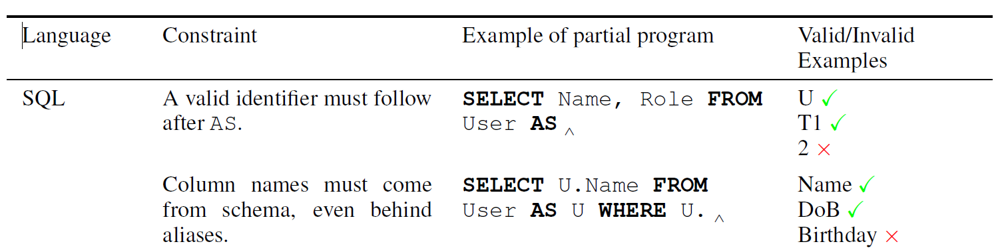 Language Constraint Example of partial program Valid/Invalid
Examples
SQL A valid identifier must follow SELECT Name, Role FROM U ✓
after AS. User AS ^ T1 ✓
2 ×
Column names must come SELECT U.Name FROM Name ✓
from schema, even behind User AS U WHERE U. ^ DoB ✓
aliases. Birthday ×